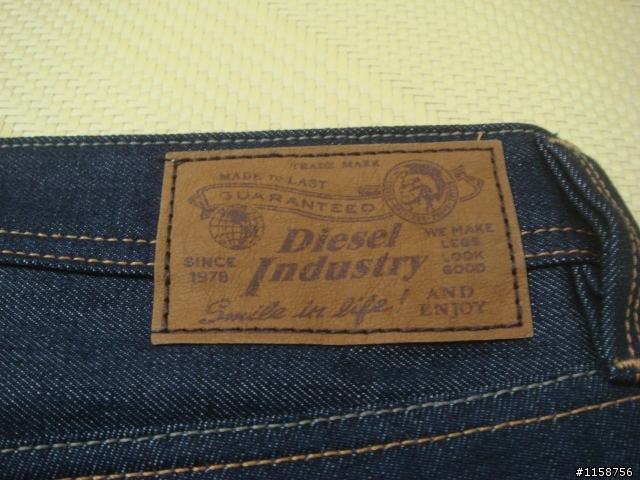 TRADE MARK
MADE TO LAST
GUARANTEED
Diesel
Industry
SINCE
1978
WE MAKE
LEGS
LOOK
GOOD
Smile in life!
AND
ENJOY
#1158756